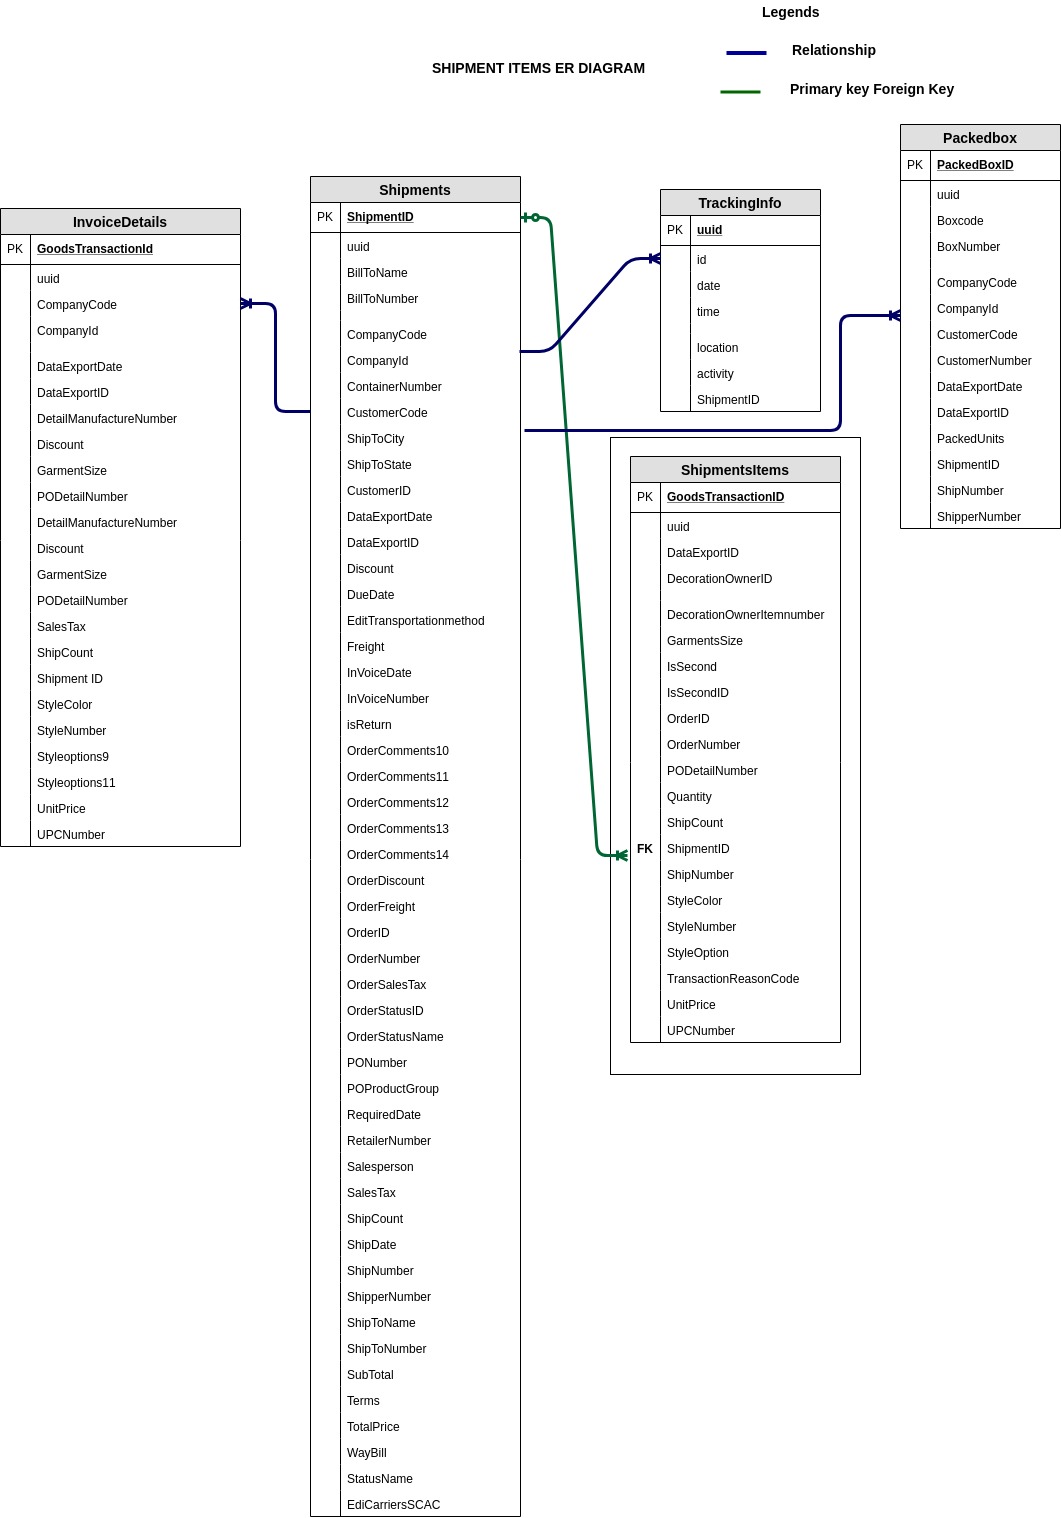 Legends
Relationship
SHIPMENT ITEMS ER DIAGRAM
Primary key Foreign Key
InvoiceDetails
PK GoodsTransactionId
uuid
CompanyCode
CompanyId
DataExportDate
DataExportID
DetailManufactureNumber
Discount
GarmentSize
PODetailNumber
DetailManufactureNumber
Discount
GarmentSize
PODetailNumber
SalesTax
ShipCount
Shipment ID
StyleColor
StyleNumber
Styleoptions9
Styleoptions11
UnitPrice
UPCNumber
Shipments
PK ShipmentID
uuid
BillToName
BillToNumber
CompanyCode
CompanyId
ContainerNumber
CustomerCode
ShipToCity
ShipToState
CustomerID
DataExportDate
DataExportID
Discount
DueDate
EditTransportationmethod
Freight
InVoiceDate
InVoiceNumber
isReturn
OrderComments10
OrderComments11
OrderComments12
OrderComments13
OrderComments14
OrderDiscount
OrderFreight
OrderID
OrderNumber
OrderSalesTax
OrderStatusID
OrderStatusName
PONumber
POProductGroup
RequiredDate
RetailerNumber
Salesperson
SalesTax
ShipCount
ShipDate
ShipNumber
ShipperNumber
ShipToName
ShipToNumber
SubTotal
Terms
TotalPrice
WayBill
StatusName
EdiCarriersSCAC
TrackingInfo
PK uuid
id
date
time
location
activity
ShipmentID
ShipmentsItems
PK GoodsTransactionID
uuid
DataExportID
DecorationOwnerID
DecorationOwnerItemnumber
GarmentsSize
IsSecond
IsSecondID
OrderID
OrderNumber
PODetailNumber
Quantity
ShipCount
FK ShipmentID
ShipNumber
StyleColor
StyleNumber
StyleOption
TransactionReasonCode
UnitPrice
UPCNumber
Packedbox
PK PackedBoxID
uuid
Boxcode
BoxNumber
CompanyCode
CompanyId
CustomerCode
CustomerNumber
DataExportDate
DataExportID
PackedUnits
ShipmentID
ShipNumber
ShipperNumber